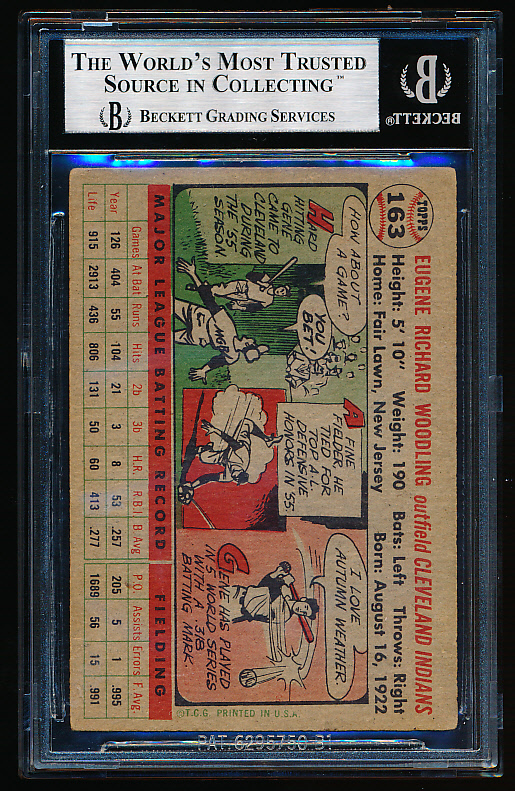 The World's Most Trusted
Source in Collecting™
B Beckett Grading Services
B
BECKETT®
TOPPS
163
EUGENE RICHARD WOODLING outfield CLEVELAND INDIANS
Height: 5' 10" Weight: 190 Bats: Left Throws: Right
Home: Fair Lawn, New Jersey Born: August 16, 1922
HOW ABOUT
A GAME?
YOU
BET!
HARD
HITTING
GENE
CAME TO
CLEVELAND
DURING
THE '55
SEASON.
A FINE
FIELDER, HE
TIED FOR
TOP A.L.
DEFENSIVE
HONORS IN '55.
I LOVE
AUTUMN WEATHER.
GENE HAS PLAYED
IN 5 WORLD SERIES
WITH A .318
BATTING MARK
MAJOR LEAGUE BATTING RECORD FIELDING
Games At Bat Runs Hits 2b 3b H.R. R.B.I. B Avg. P.O. Assists Errors F. Avg.
Year 126 404 55 104 21 3 8 53 .257 205 5 1 .995
Life 915 2913 436 806 131 50 60 413 .277 1689 56 15 .991
©T.C.G. PRINTED IN U.S.A.
PAT 6295750 B1